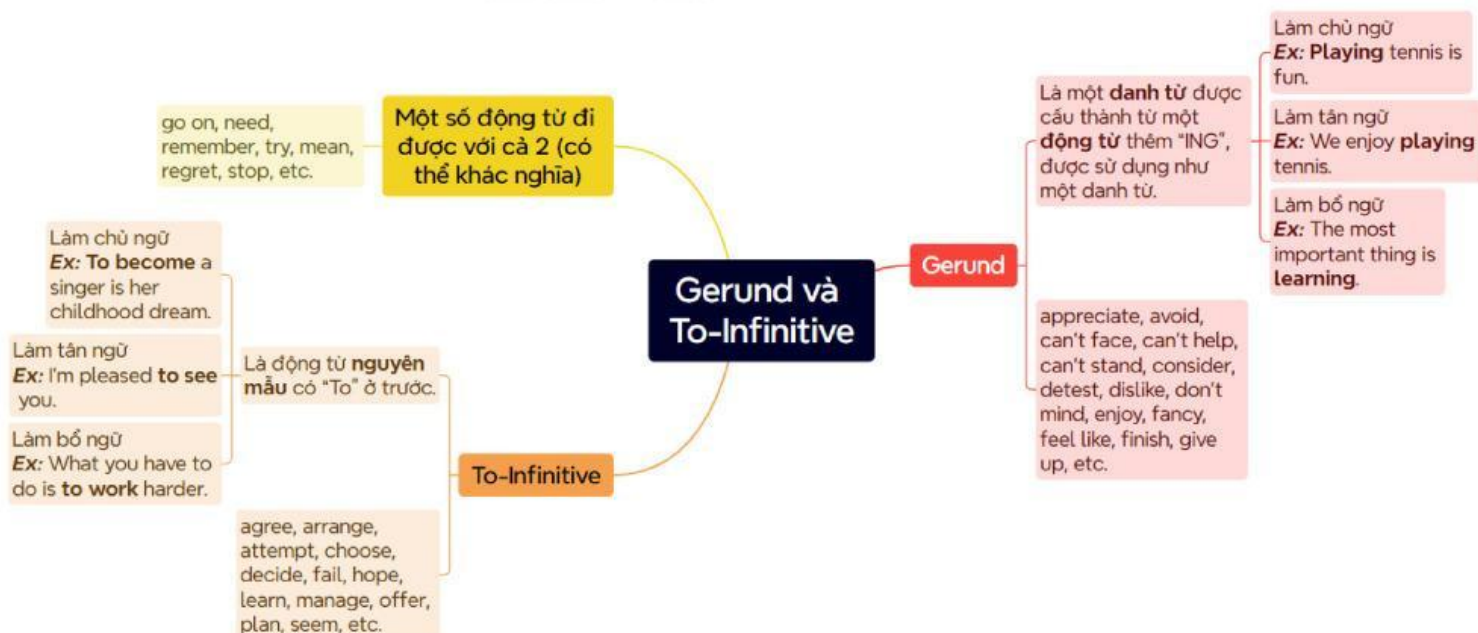 Gerund và
To-Infinitive
Gerund
Là một danh từ được
cấu thành từ một
động từ thêm “ING”,
được sử dụng như
một danh từ.
Làm chủ ngữ
Ex: Playing tennis is
fun.
Làm tân ngữ
Ex: We enjoy playing
tennis.
Làm bổ ngữ
Ex: The most
important thing is
learning.
appreciate, avoid,
can't face, can't help,
can't stand, consider,
detest, dislike, don't
mind, enjoy, fancy,
feel like, finish, give
up, etc.
Một số động từ đi
được với cả 2 (có
thể khác nghĩa)
go on, need,
remember, try, mean,
regret, stop, etc.
To-Infinitive
Là động từ nguyên
mẫu có “To” ở trước.
Làm chủ ngữ
Ex: To become a
singer is her
childhood dream.
Làm tân ngữ
Ex: I'm pleased to see
you.
Làm bổ ngữ
Ex: What you have to
do is to work harder.
agree, arrange,
attempt, choose,
decide, fail, hope,
learn, manage, offer,
plan, seem, etc.